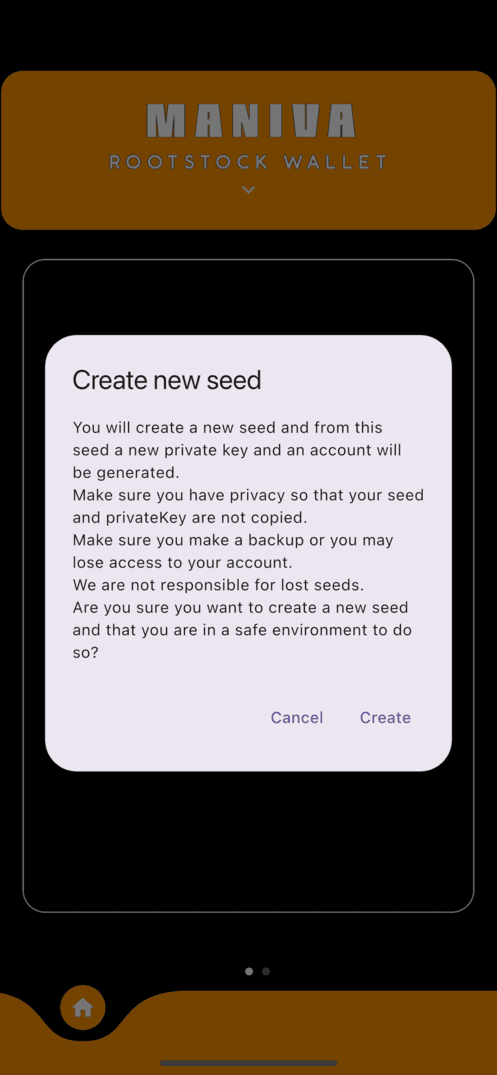 MANIVA
ROOTSTOCK WALLET
Create new seed
You will create a new seed and from this
seed a new private key and an account will
be generated.
Make sure you have privacy so that your seed
and privateKey are not copied.
Make sure you make a backup or you may
lose access to your account.
We are not responsible for lost seeds.
Are you sure you want to create a new seed
and that you are in a safe environment to do
so?
Cancel Create